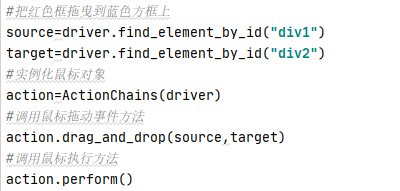 #把红色框拖曳到蓝色方框上
source=driver.find_element_by_id("div1")
target=driver.find_element_by_id("div2")
#实例化鼠标对象
action=ActionChains(driver)
#调用鼠标拖动事件方法
action.drag_and_drop(source,target)
#调用鼠标执行方法
action.perform()